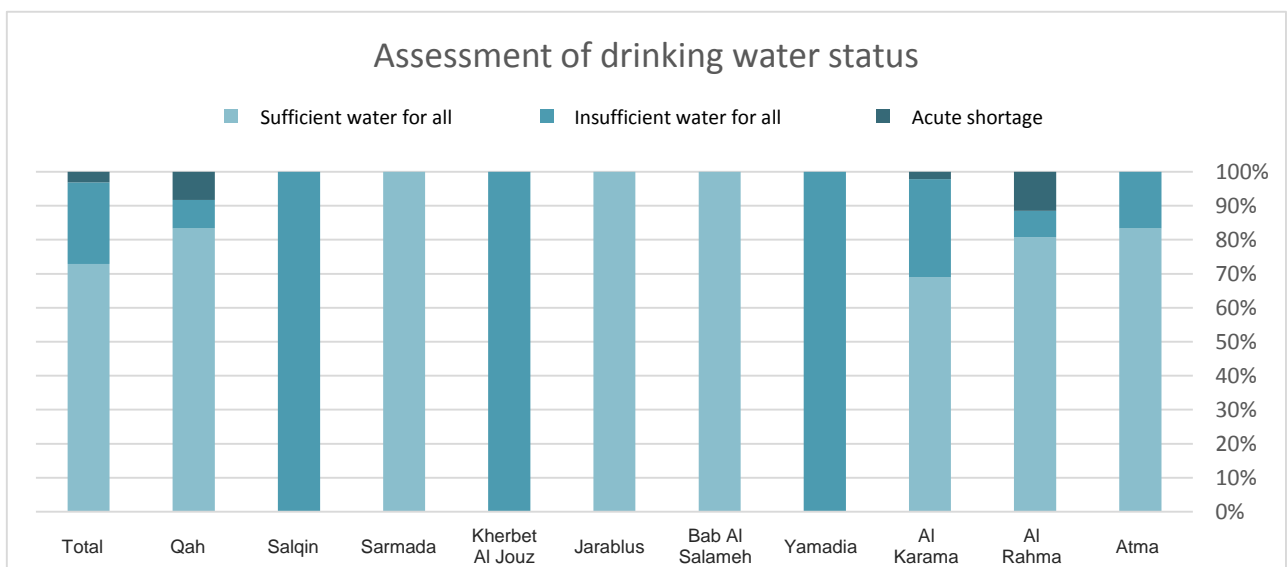 Assessment of drinking water status
Sufficient water for all
Insufficient water for all
Acute shortage
100%
90%
80%
70%
60%
50%
40%
30%
20%
10%
0%
Total
Qah
Salqin
Sarmada
Kherbet
Al Jouz
Jarablus
Bab Al
Salameh
Yamadia
Al
Karama
Al
Rahma
Atma